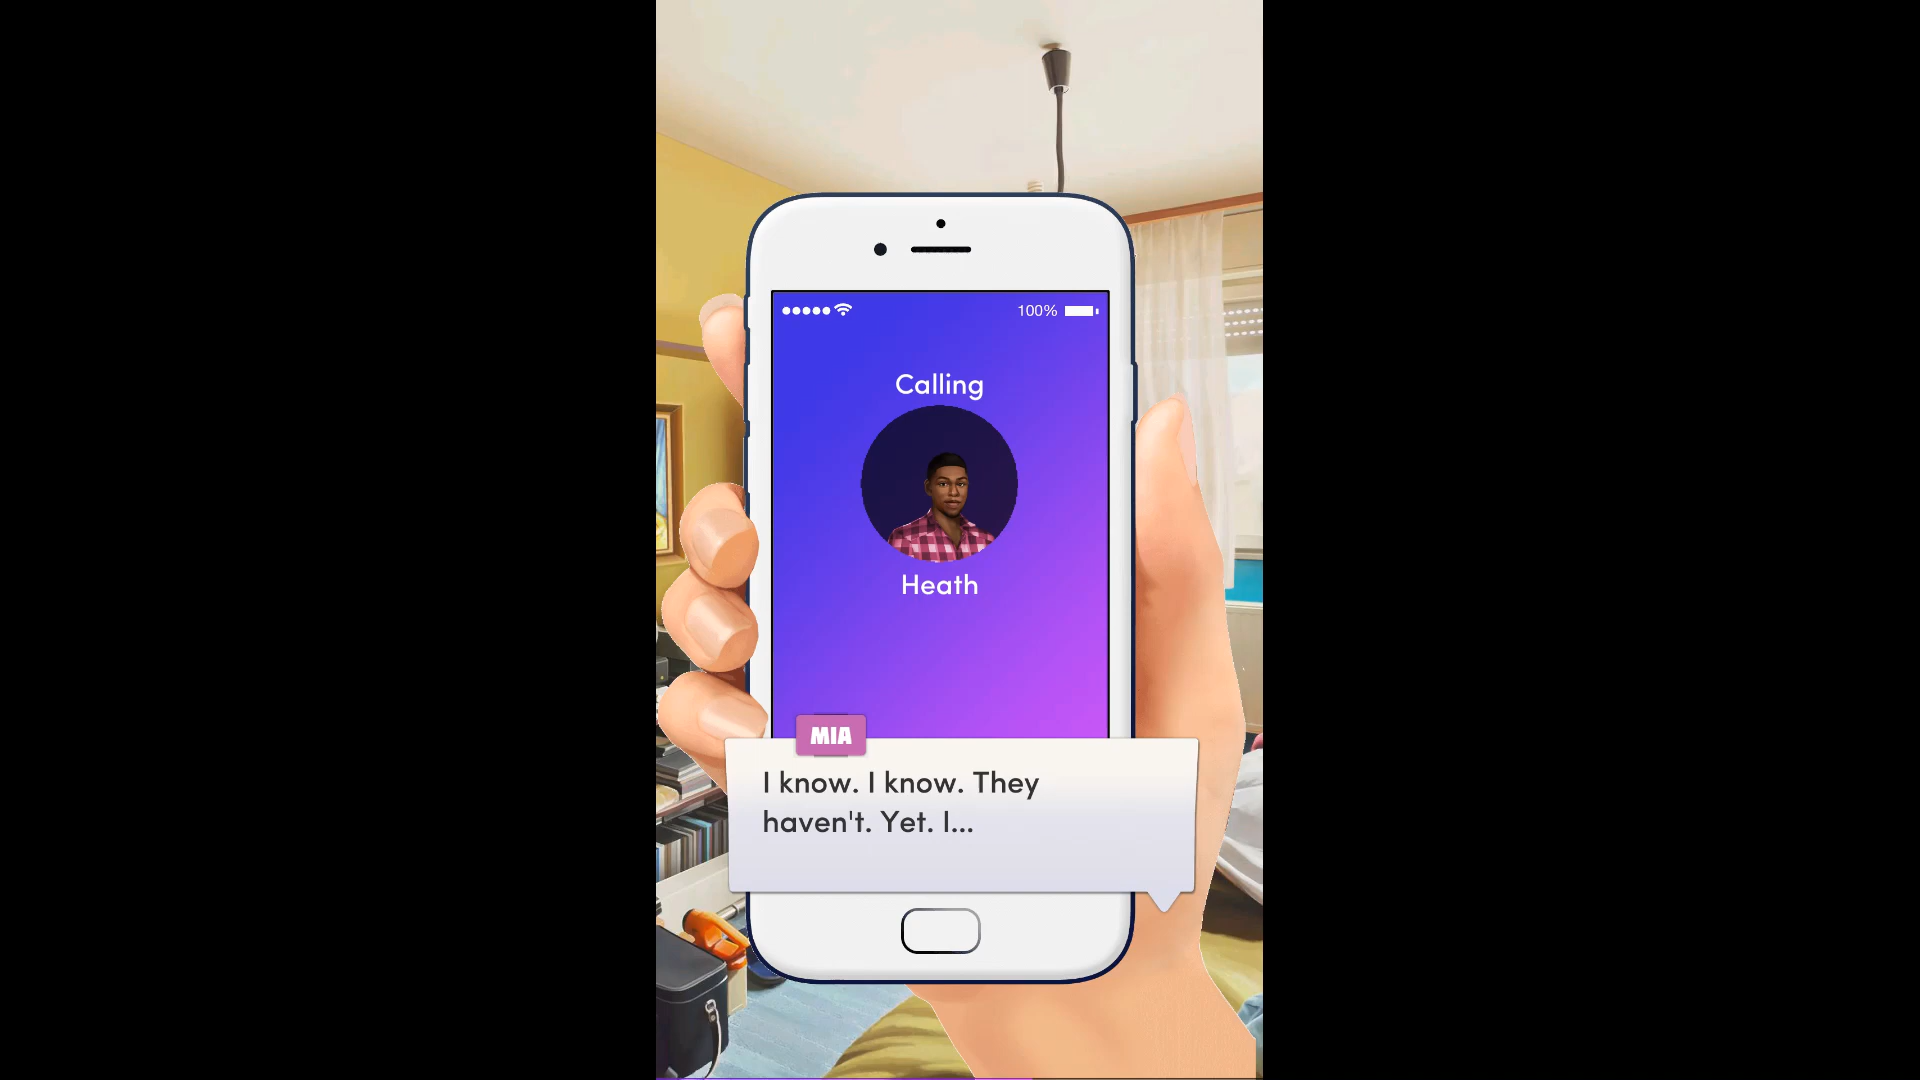 100%
Calling
Heath
MIA
I know. I know. They
haven't. Yet. I...